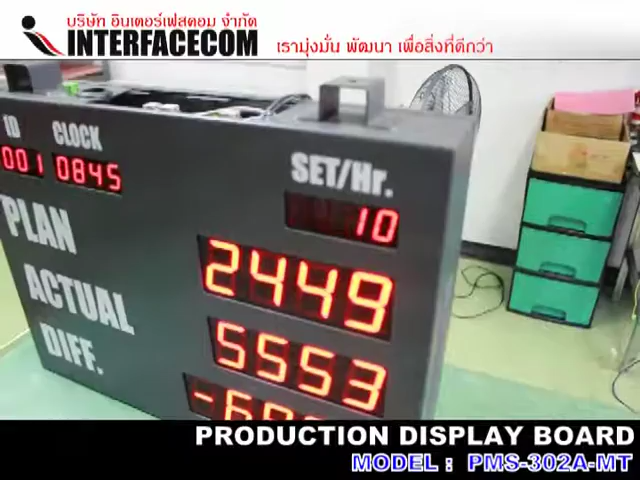 บริษัท อินเตอร์เฟสคอม จำกัด
INTERFACECOM
เรามุ่งมั่น พัฒนา เพื่อสิ่งที่ดีกว่า
ID CLOCK SET/Hr.
001 0845 10
PLAN 2449
ACTUAL 5553
DIFF.
PRODUCTION DISPLAY BOARD
MODEL : PMS-302A-MT